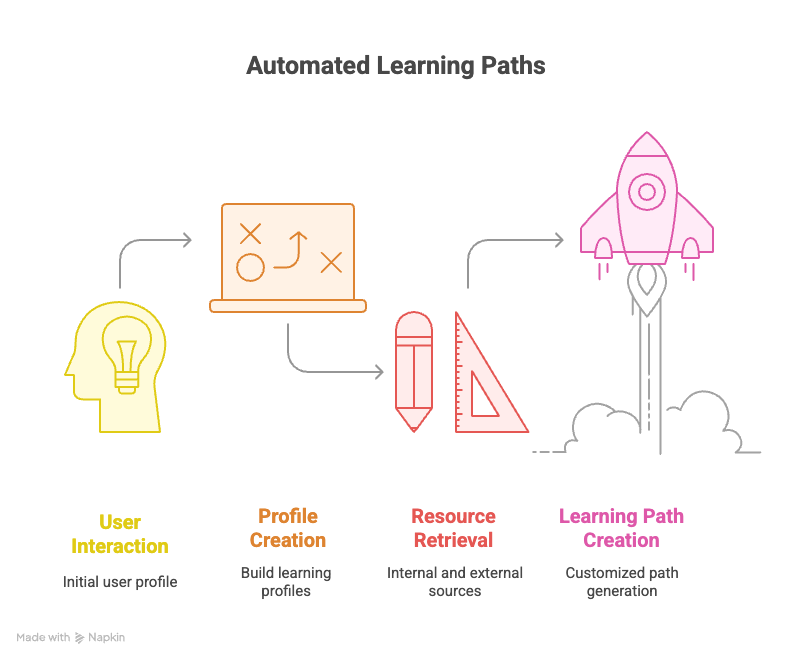 Automated Learning Paths
User
Interaction
Initial user profile
Profile
Creation
Build learning
profiles
Resource
Retrieval
Internal and external
sources
Learning Path
Creation
Customized path
generation
Made with Napkin